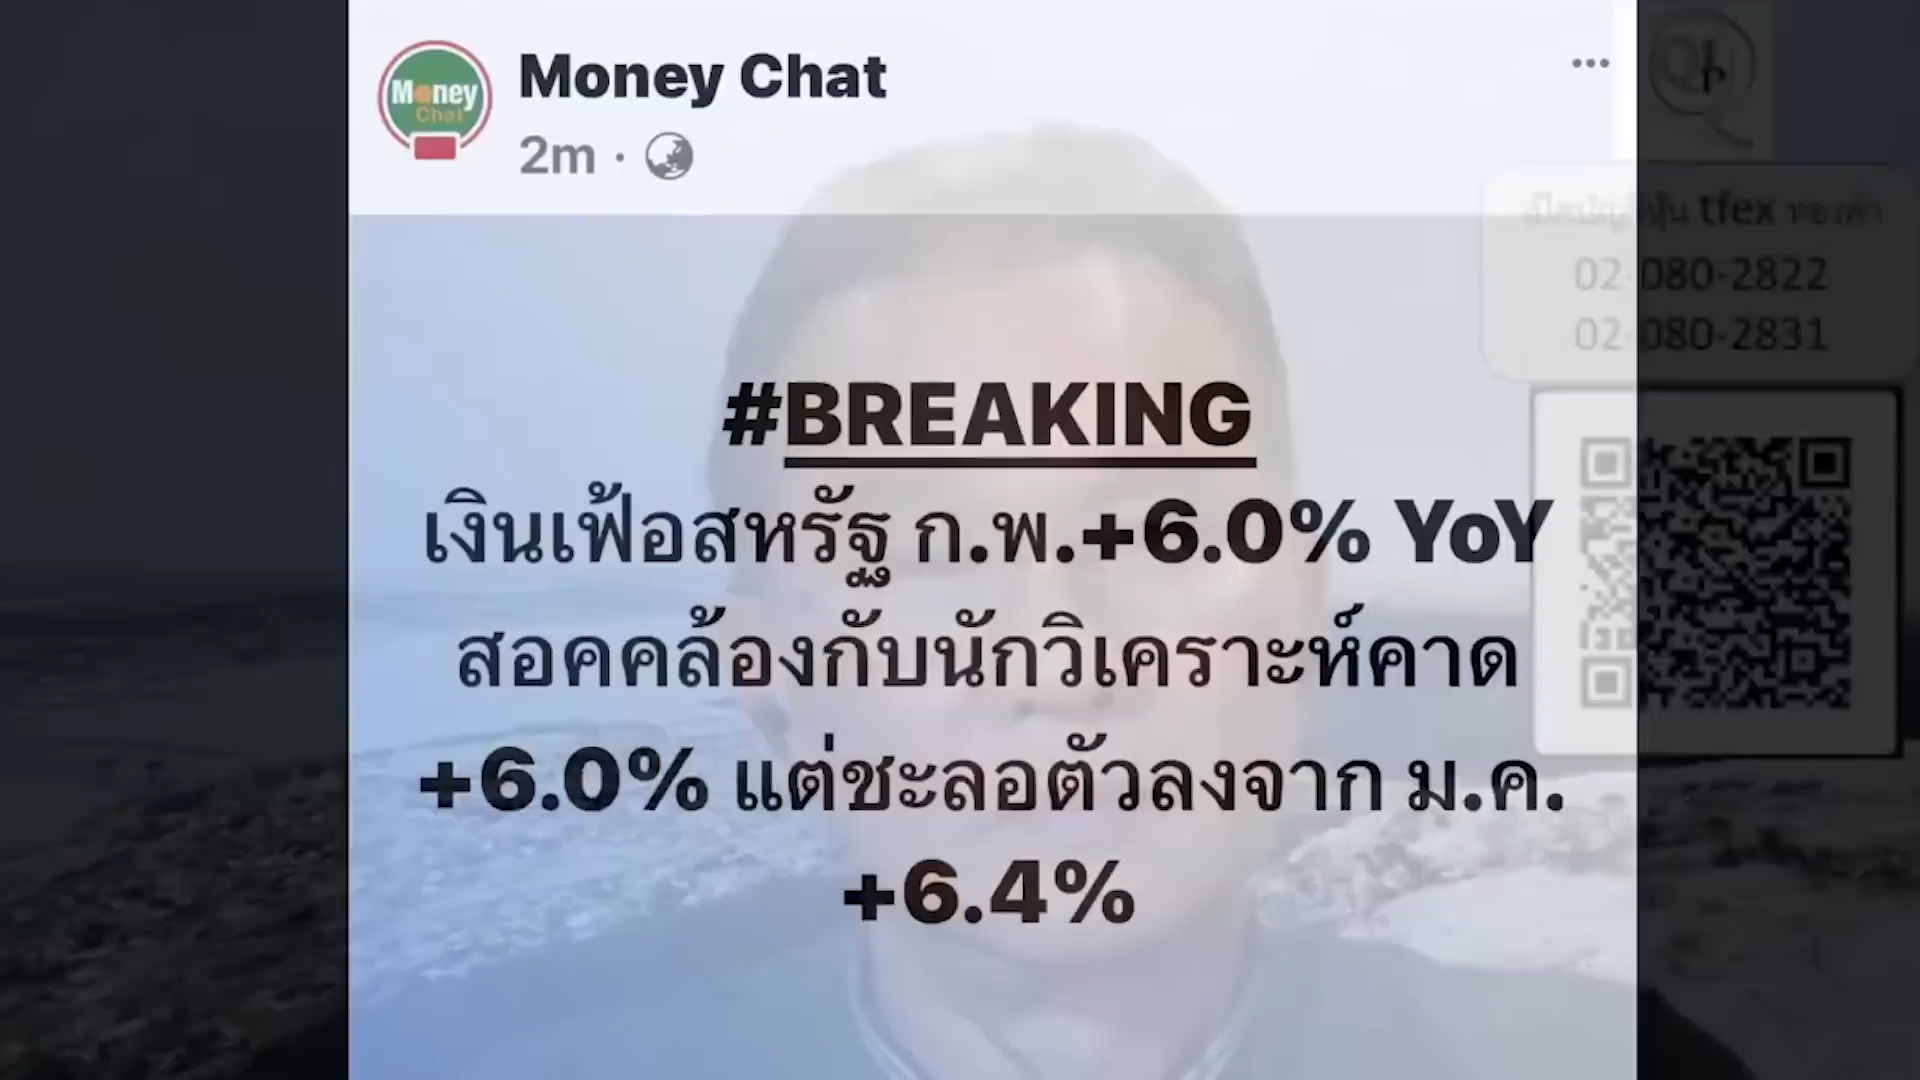 Money Chat
Money
Chat
2m
#BREAKING
เงินเฟ้อสหรัฐ ก.พ.+6.0% YoY
สอคคล้องกับนักวิเคราะห์คาด
+6.0% แต่ชะลอตัวลงจาก ม.ค.
+6.4%
tfex
02-080-2822
02-080-2831